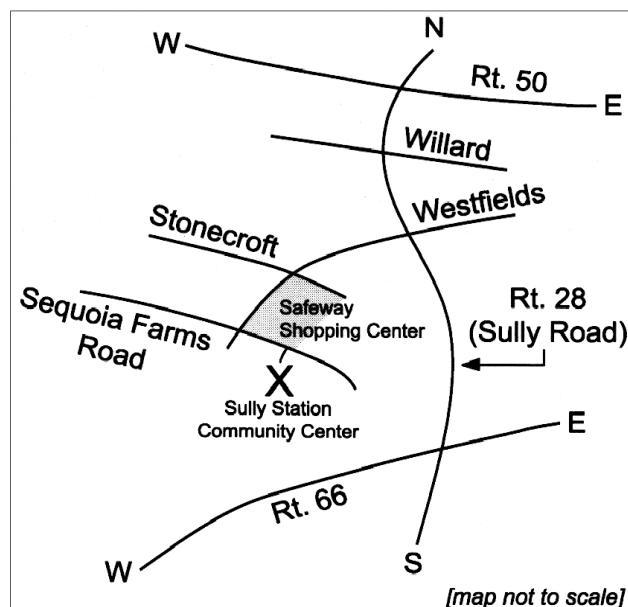 N
W
Rt. 50
E
Willard
Westfields
Stonecroft
Safeway
Shopping Center
Rt. 28
(Sully Road)
Sequoia Farms
Road
X
Sully Station
Community Center
E
Rt. 66
W
S
[map not to scale]